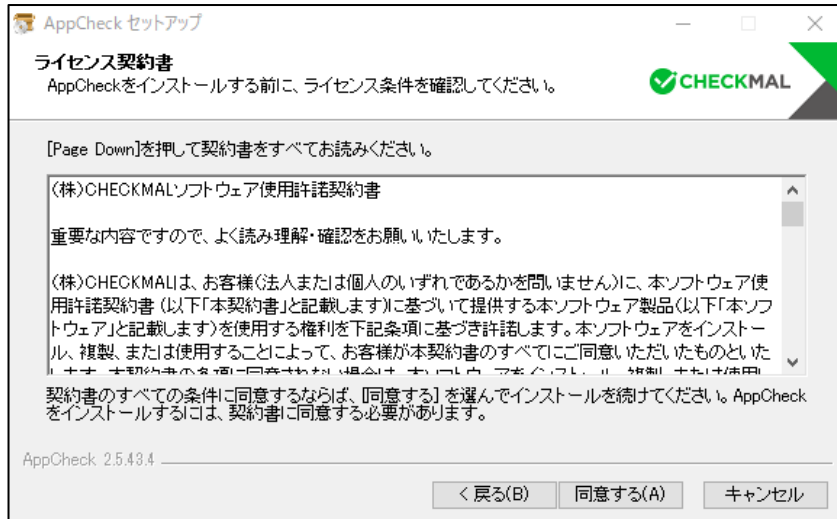 AppCheck セットアップ
ライセンス契約書
AppCheckをインストールする前に、ライセンス条件を確認してください。
CHECKMAL
[Page Down]を押して契約書をすべてお読みください。
(株)CHECKMALソフトウェア使用許諾契約書
重要な内容ですので、よく読み理解・確認をお願いいたします。
(株)CHECKMALは、お客様(法人または個人のいずれであるかを問いません)に、本ソフトウェア使
用許諾契約書 (以下「本契約書」と記載します)に基づいて提供する本ソフトウェア製品(以下「本ソフ
トウェア」と記載します)を使用する権利を下記条項に基づき許諾します。本ソフトウェアをインストー
ル、複製、または使用することによって、お客様が本契約書のすべてにご同意いただいたものといた
契約書のすべての条件に同意するならば、[同意する] を選んでインストールを続けてください。AppCheck
をインストールするには、契約書に同意する必要があります。
AppCheck 2.5.43.4
< 戻る(B)
同意する(A)
キャンセル